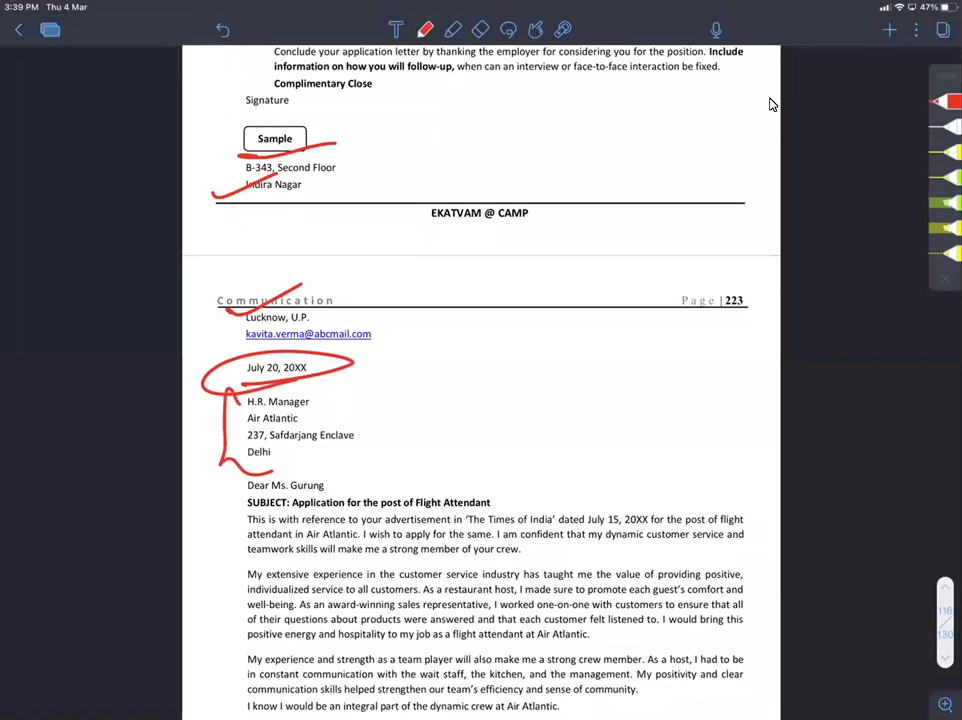 3:39 PM Thu 4 Mar
47%
Conclude your application letter by thanking the employer for considering you for the position. Include
information on how you will follow-up, when can an interview or face-to-face interaction be fixed.
Complimentary Close
Signature
Sample
B-343, Second Floor
Indira Nagar
EKATVAM @ CAMP
Communication
Page | 223
Lucknow, U.P.
kavita.verma@abcmail.com
July 20, 20XX
H.R. Manager
Air Atlantic
237, Safdarjang Enclave
Delhi
Dear Ms. Gurung
SUBJECT: Application for the post of Flight Attendant
This is with reference to your advertisement in 'The Times of India' dated July 15, 20XX for the post of flight
attendant in Air Atlantic. I wish to apply for the same. I am confident that my dynamic customer service and
teamwork skills will make me a strong member of your crew.
My extensive experience in the customer service industry has taught me the value of providing positive,
individualized service to all customers. As a restaurant host, I made sure to promote each guest's comfort and
well-being. As an award-winning sales representative, I worked one-on-one with customers to ensure that all
of their questions about products were answered and that each customer felt listened to. I would bring this
positive energy and hospitality to my job as a flight attendant at Air Atlantic.
My experience and strength as a team player will also make me a strong crew member. As a host, I had to be
in constant communication with the wait staff, the kitchen, and the management. My positivity and clear
communication skills helped strengthen our team's efficiency and sense of community.
I know I would be an integral part of the dynamic crew at Air Atlantic.
116
130